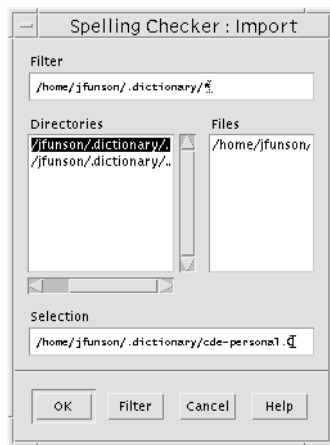 Spelling Checker : Import
Filter
/home/jfunson/.dictionary/*
Directories Files
/jfunson/.dictionary/. /home/jfunson/
/jfunson/.dictionary/..
Selection
/home/jfunson/.dictionary/cde-personal.
OK Filter Cancel Help